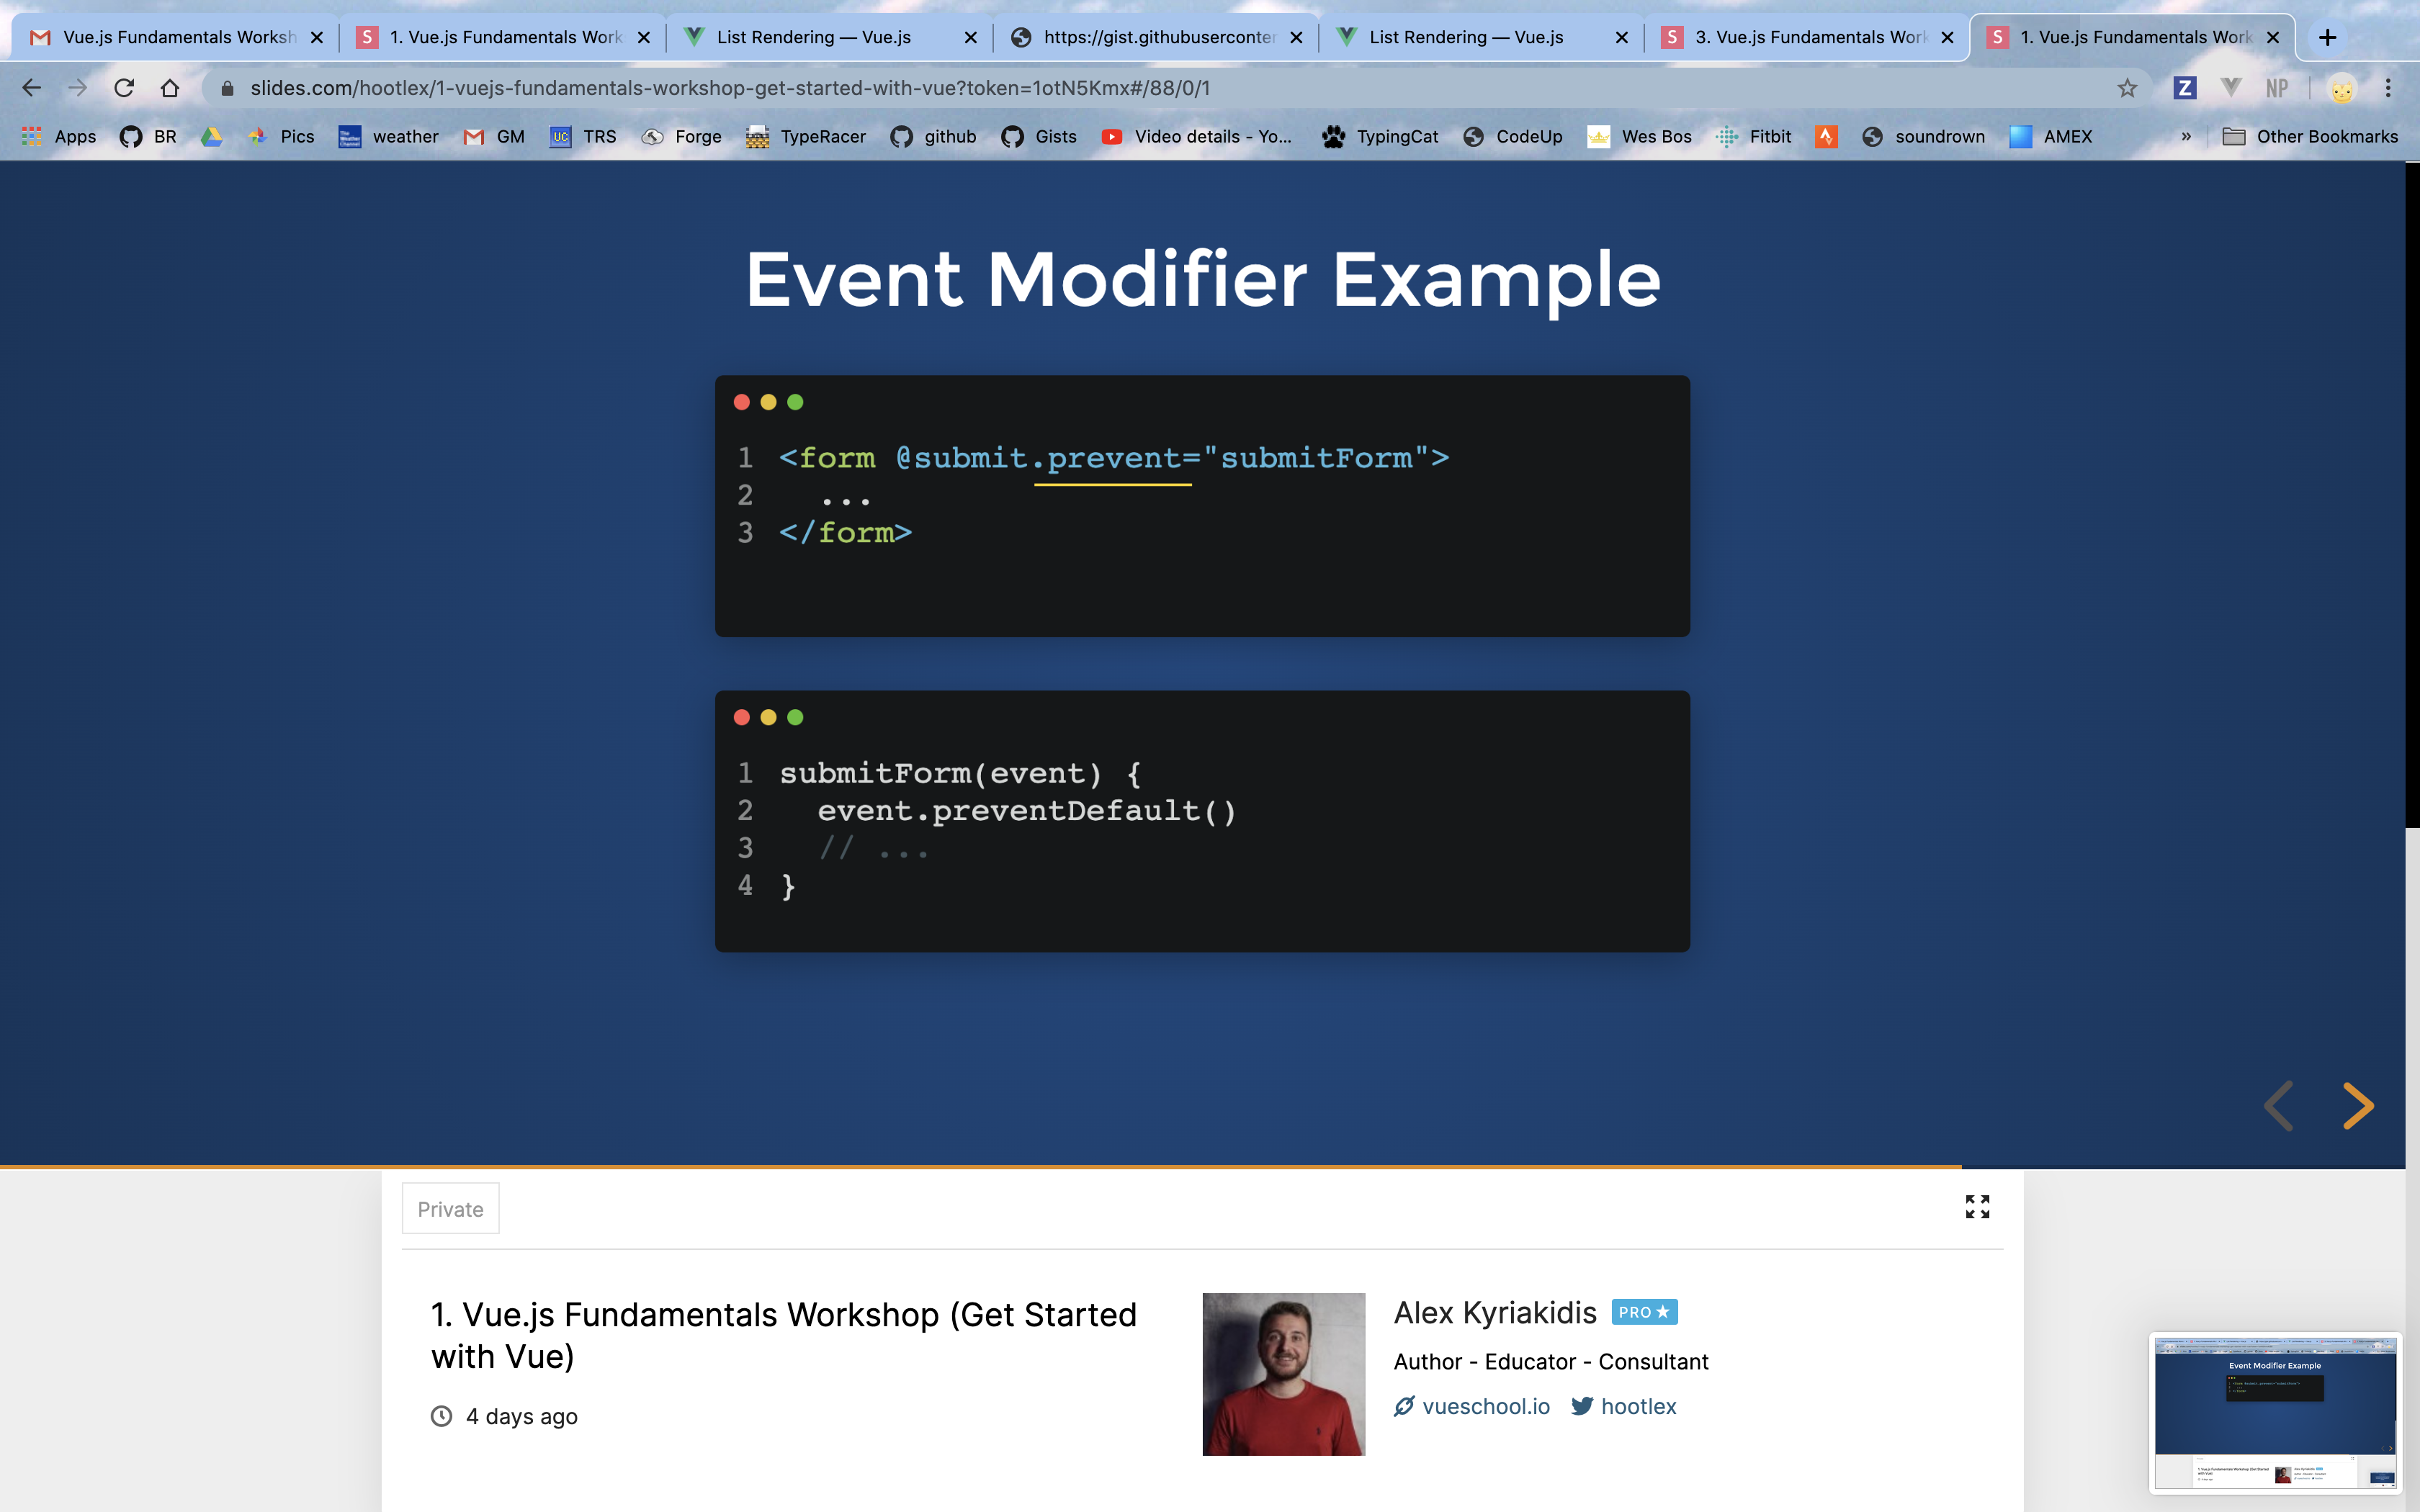 Vue.js Fundamentals Worksh
S 1. Vue.js Fundamentals Work
List Rendering — Vue.js
https://gist.githubuserconter
List Rendering — Vue.js
S 3. Vue.js Fundamentals Work
S 1. Vue.js Fundamentals Work
slides.com/hootlex/1-vuejs-fundamentals-workshop-get-started-with-vue?token=1otN5Kmx#/88/0/1
Z NP
Apps BR Pics weather GM UC TRS Forge TypeRacer github Gists Video details - Yo... TypingCat CodeUp Wes Bos Fitbit soundrown AMEX » Other Bookmarks
Event Modifier Example
1 <form @submit.prevent="submitForm">
2 ...
3 </form>
1 submitForm(event) {
2 event.preventDefault()
3 // ...
4 }
Private
1. Vue.js Fundamentals Workshop (Get Started
with Vue)
4 days ago
Alex Kyriakidis PRO
Author - Educator - Consultant
vueschool.io hootlex
Event Modifier Example